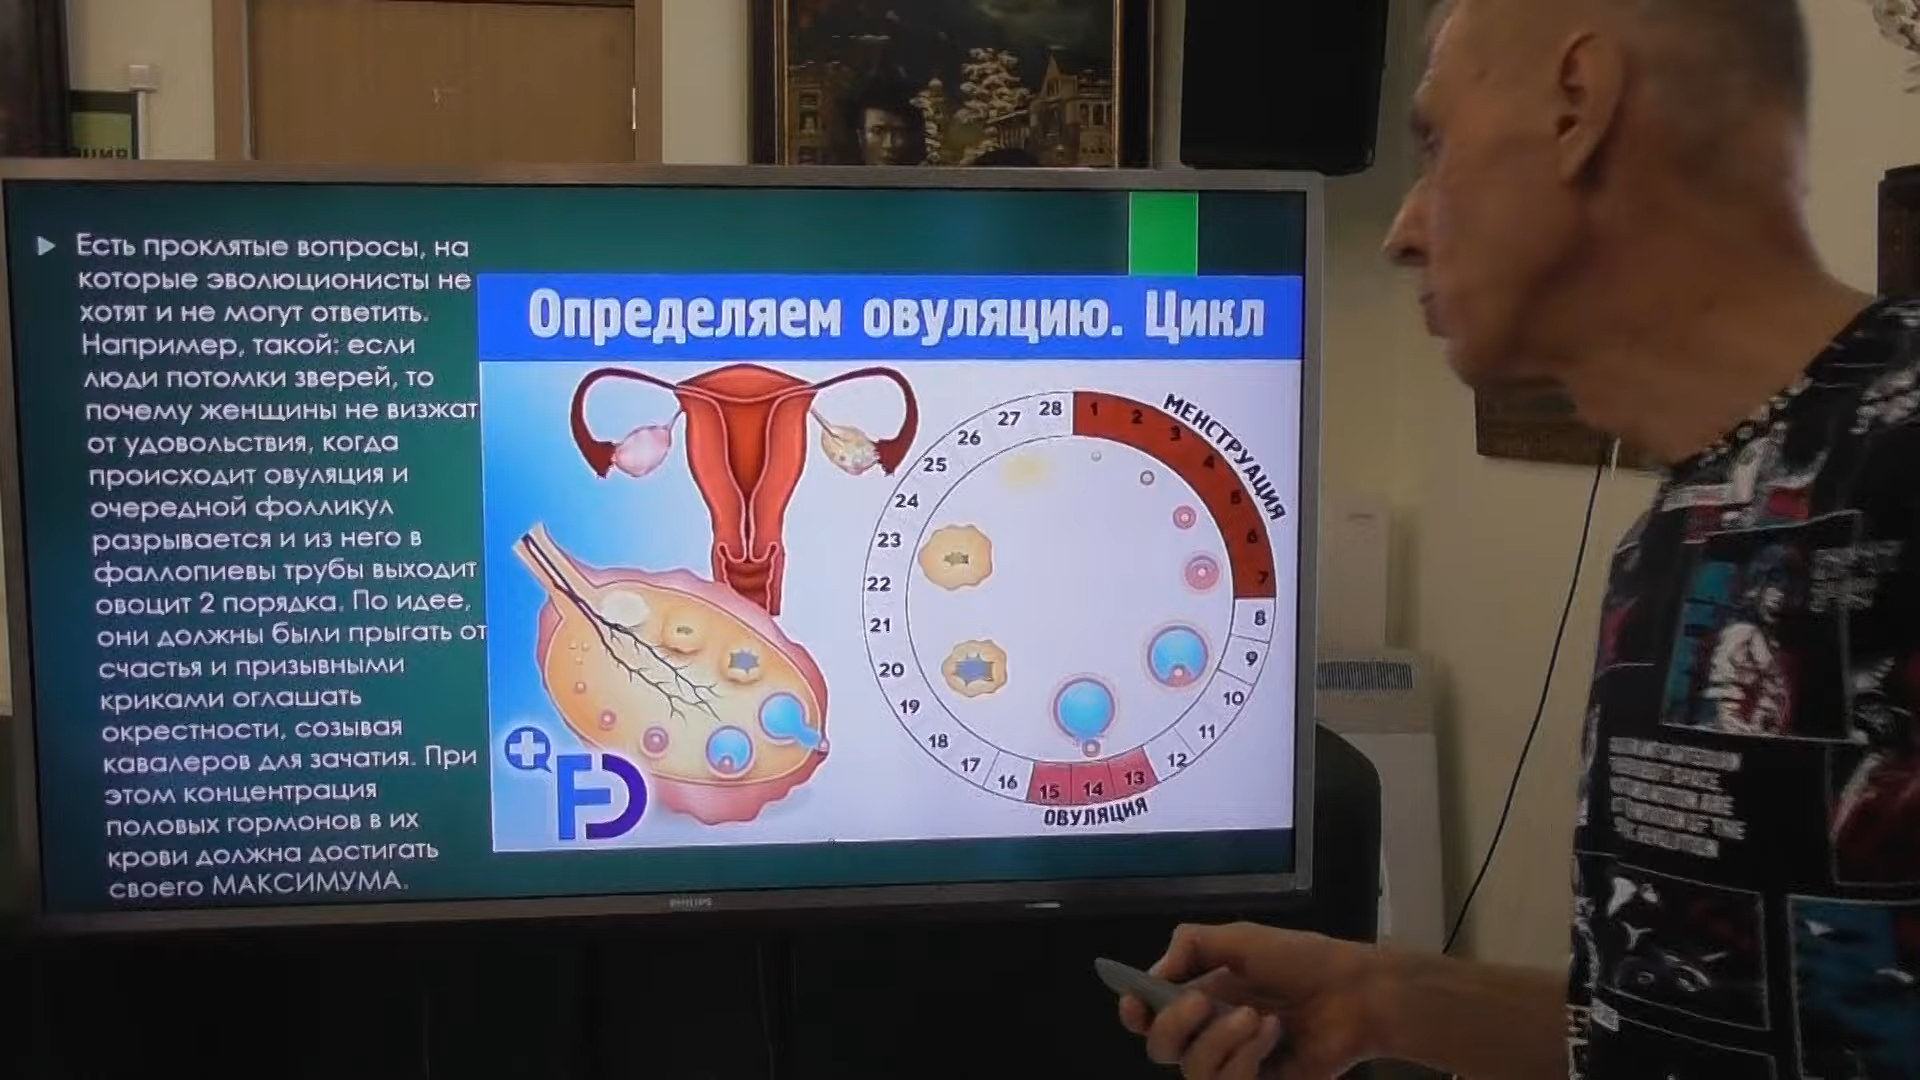 Есть проклятые вопросы, на
которые эволюционисты не
хотят и не могут ответить.
Например, такой: если
люди потомки зверей, то
почему женщины не визжат
от удовольствия, когда
происходит овуляция и
очередной фолликул
разрывается и из него в
фаллопиевы трубы выходит
овоцит 2 порядка. По идее,
они должны были прыгать от
счастья и призывными
криками оглашать
окрестности, созывая
кавалеров для зачатия. При
этом концентрация
половых гормонов в их
крови должна достигать
своего МАКСИМУМА.
Определяем овуляцию. Цикл
МЕНСТРУАЦИЯ
1
2
3
4
5
6
7
8
9
10
11
12
13
14
15
16
17
18
19
20
21
22
23
24
25
26
27
28
ОВУЛЯЦИЯ
FD
PHILIPS